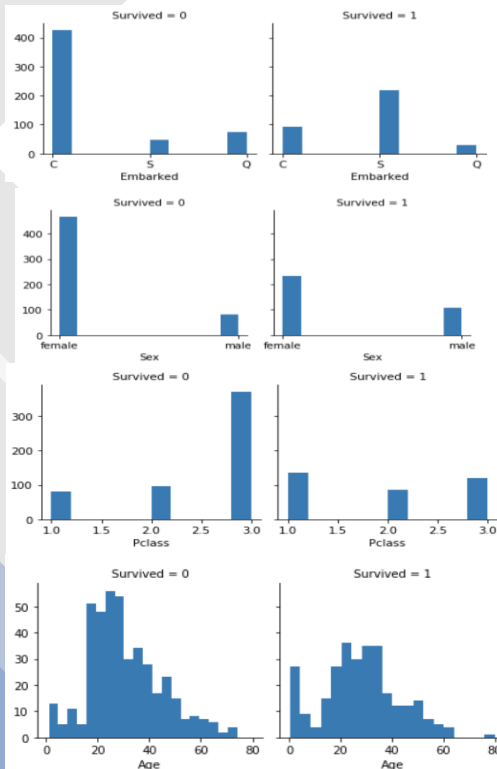 Survived = 0 Survived = 1
400
300
200
100
0
C S Q C S Q
Embarked Embarked
Survived = 0 Survived = 1
400
300
200
100
0
female male female male
Sex Sex
Survived = 0 Survived = 1
300
200
100
0
1.0 1.5 2.0 2.5 3.0 1.0 1.5 2.0 2.5 3.0
Pclass Pclass
Survived = 0 Survived = 1
50
40
30
20
10
0
0 20 40 60 80 0 20 40 60 80
Age Age